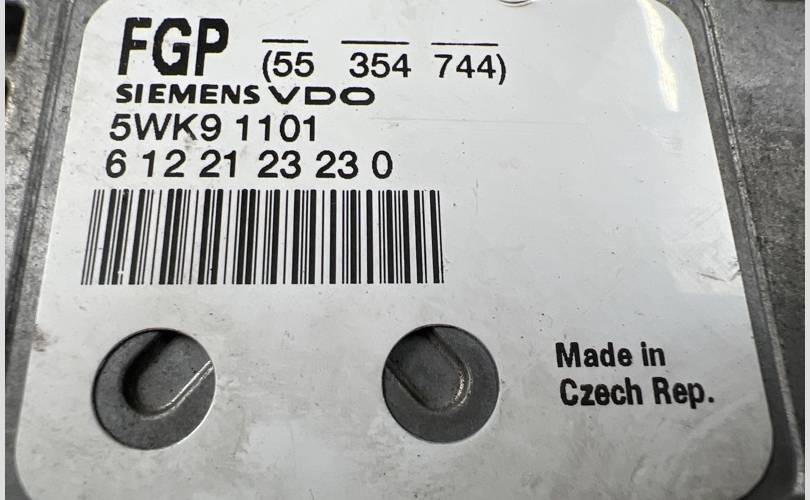 FGP (55 354 744)
SIEMENS VDO
5WK9 1101
6 12 21 23 23 0
Made in
Czech Rep.